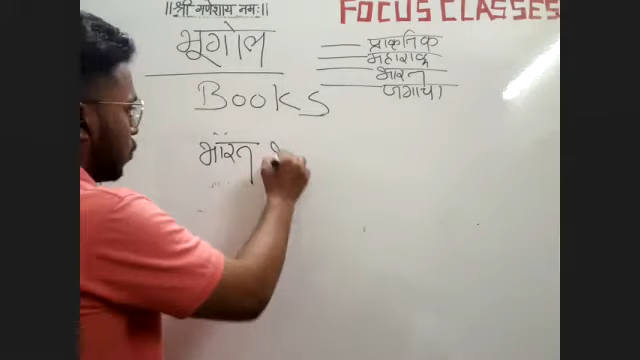 ||श्री गणेशाय नमः||
FOCUS CLASSES
भूगोल
प्राकृतिक
महाराष्ट्र
भारत
जगाचा
Books
भारत